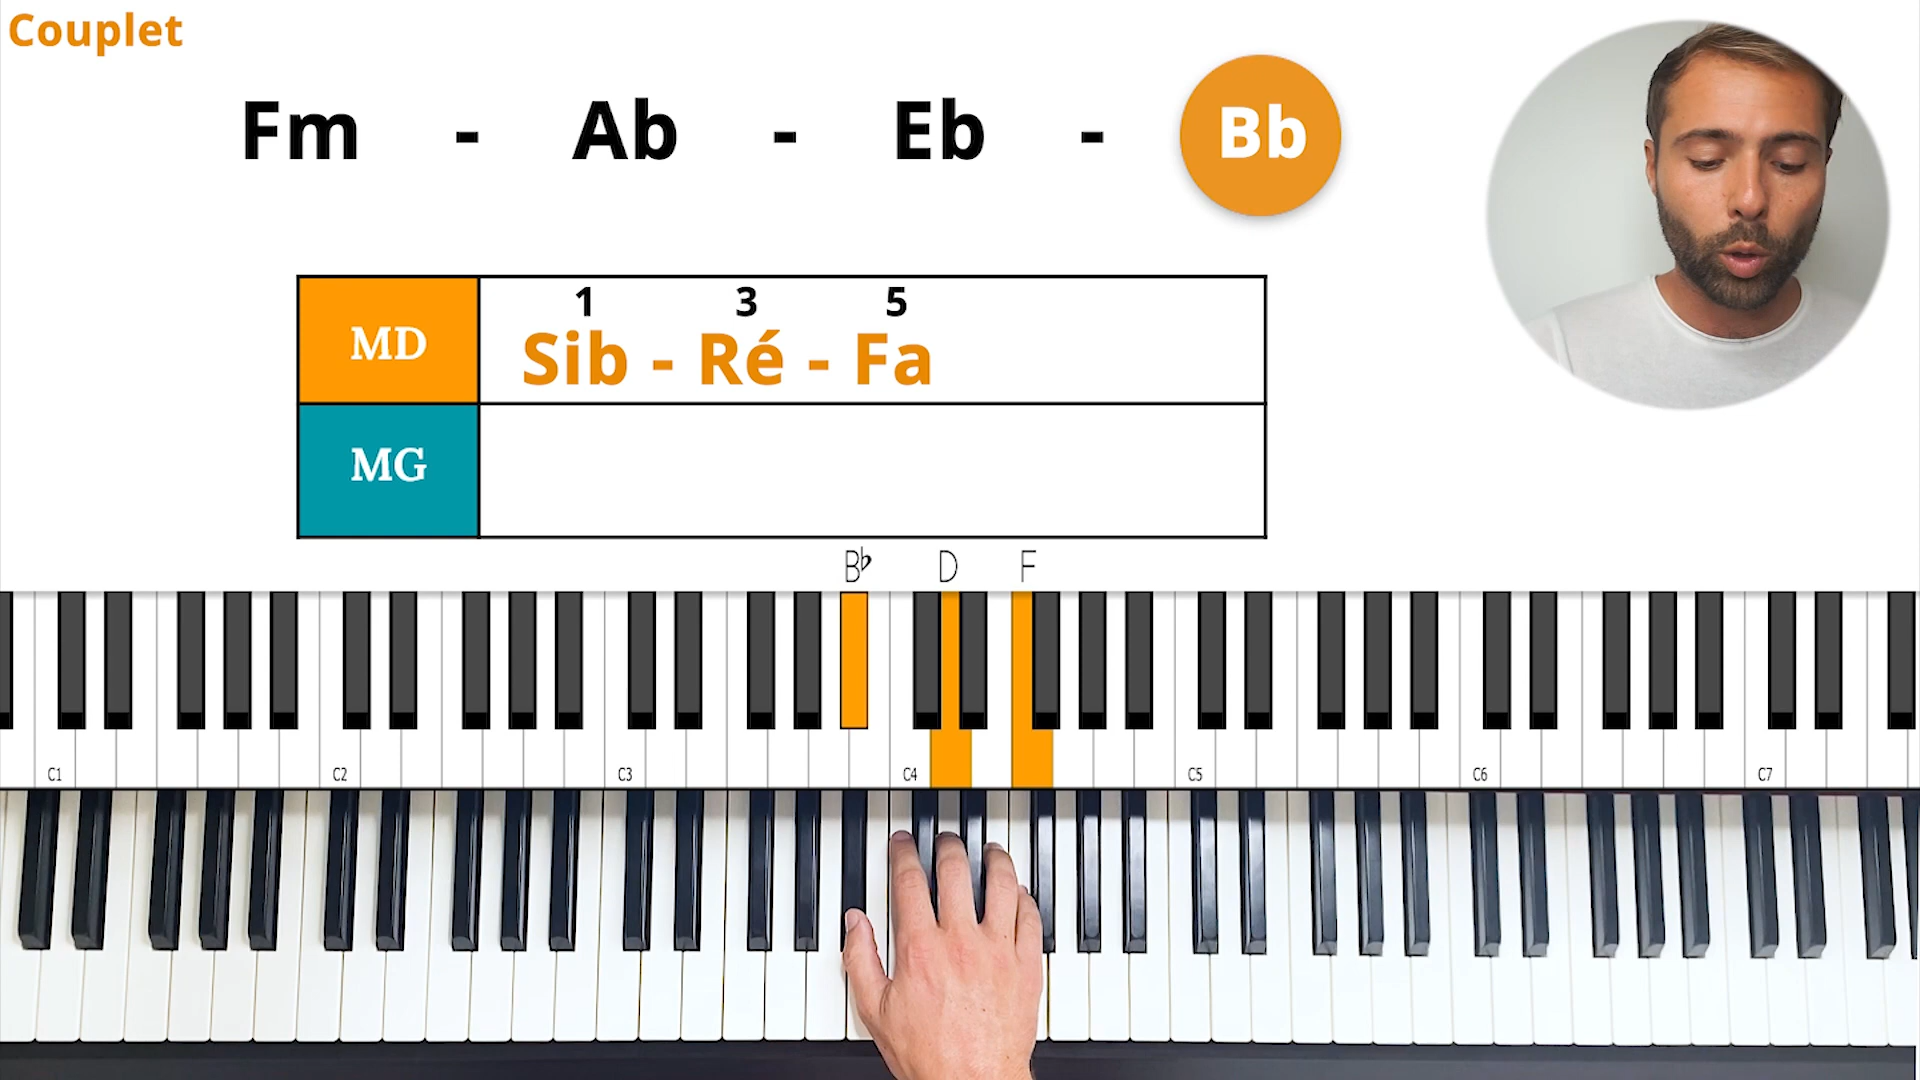 Couplet
Fm - Ab - Eb - Bb
1 3 5
MD Sib - Ré - Fa
MG
B♭ D F
C1 C2 C3 C4 C5 C6 C7